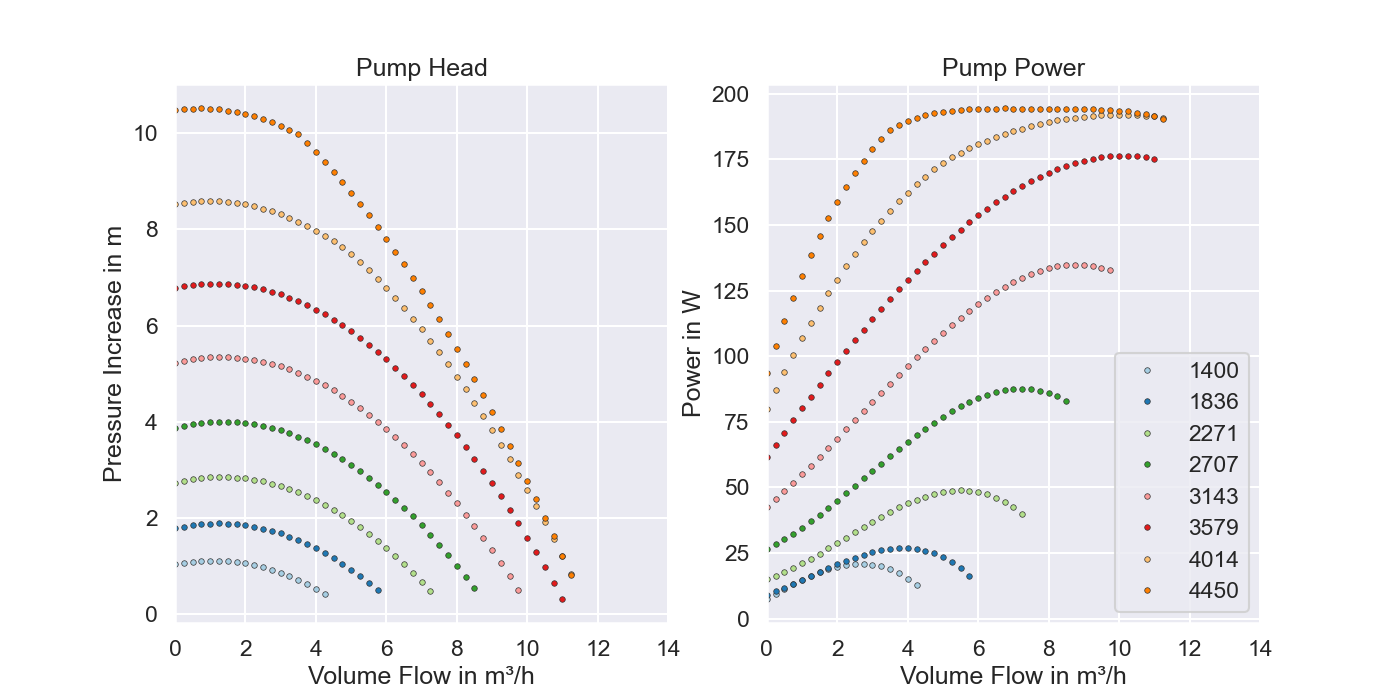 Pump Head
Pressure Increase in m
10
8
6
4
2
0
0 2 4 6 8 10 12 14
Volume Flow in m³/h
Pump Power
Power in W
200
175
150
125
100
75
50
25
0
0 2 4 6 8 10 12 14
Volume Flow in m³/h
1400
1836
2271
2707
3143
3579
4014
4450